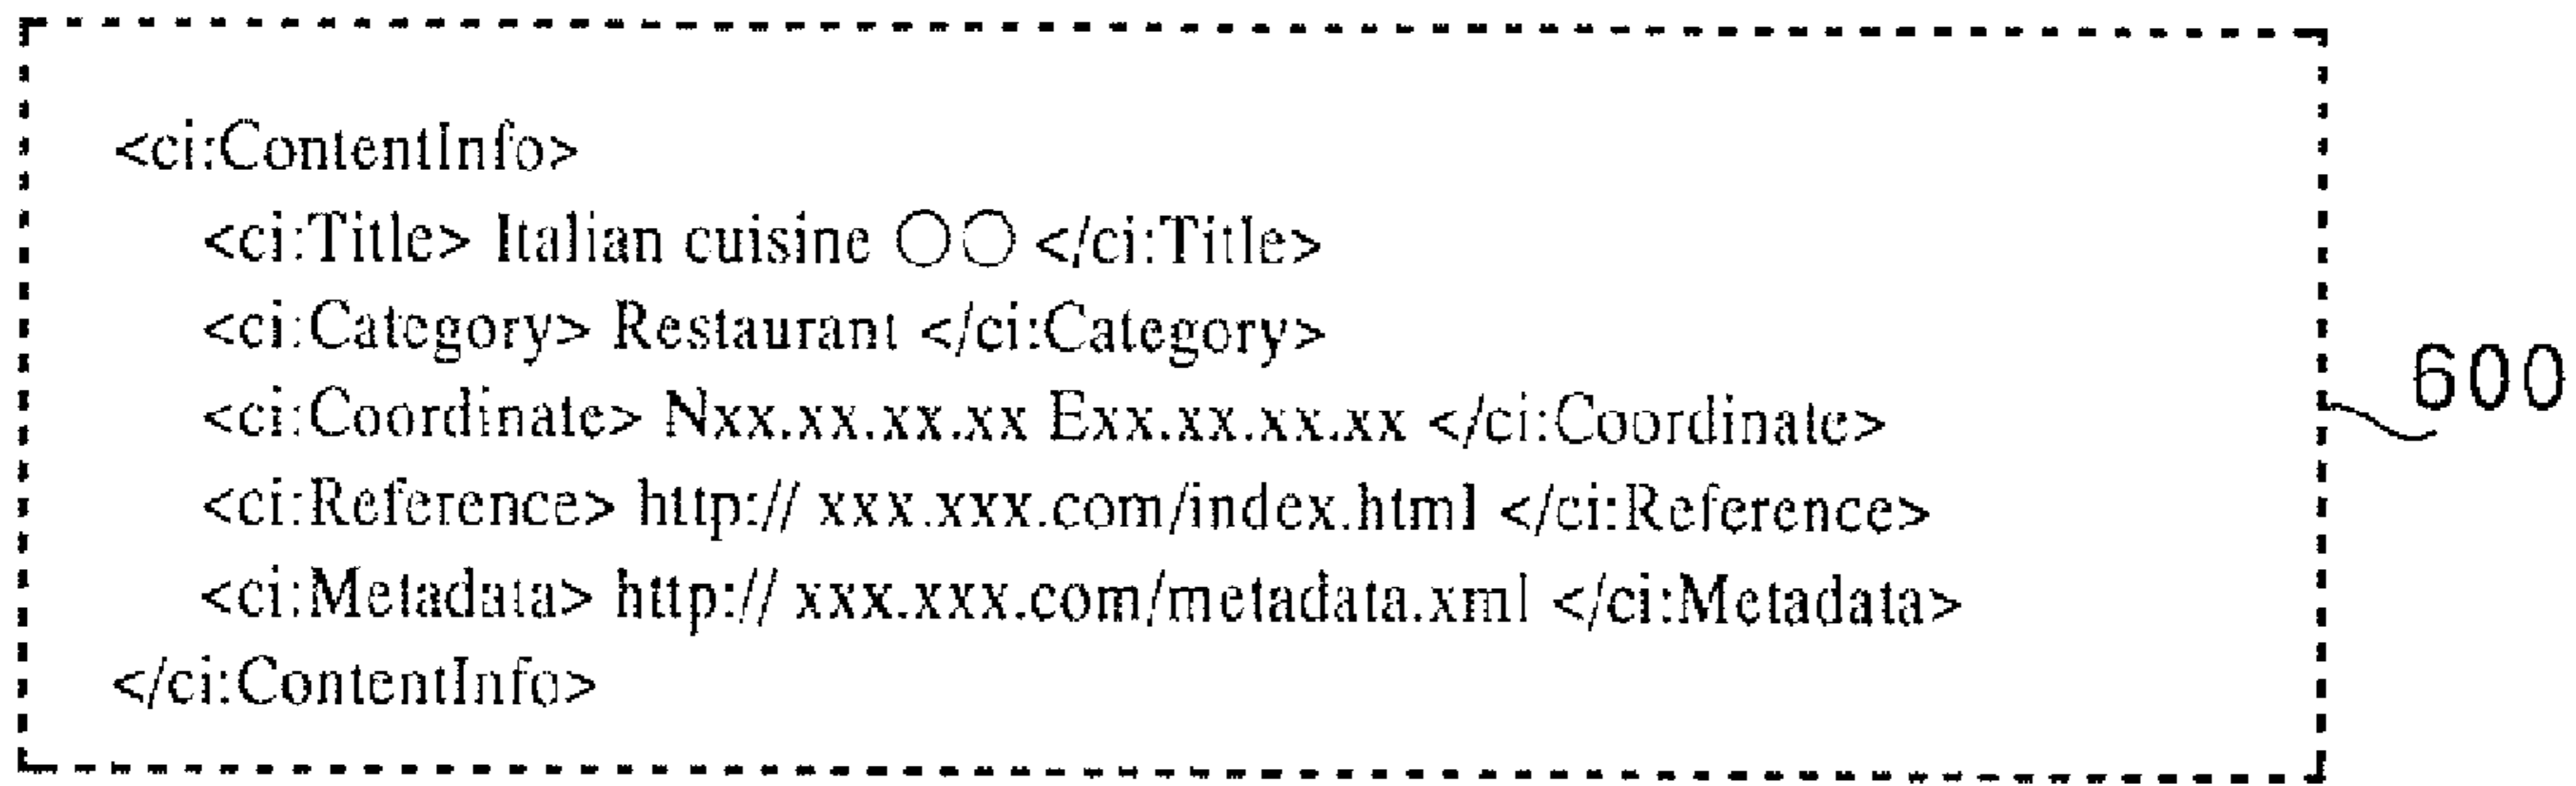 <ci:ContentInfo>
<ci:Title> Italian cuisine ○○ </ci:Title>
<ci:Category> Restaurant </ci:Category>
<ci:Coordinate> Nxx.xx.xx.xx Exx.xx.xx.xx </ci:Coordinate>
<ci:Reference> http:// xxx.xxx.com/index.html </ci:Reference>
<ci:Metadata> http:// xxx.xxx.com/metadata.xml </ci:Metadata>
</ci:ContentInfo>
600